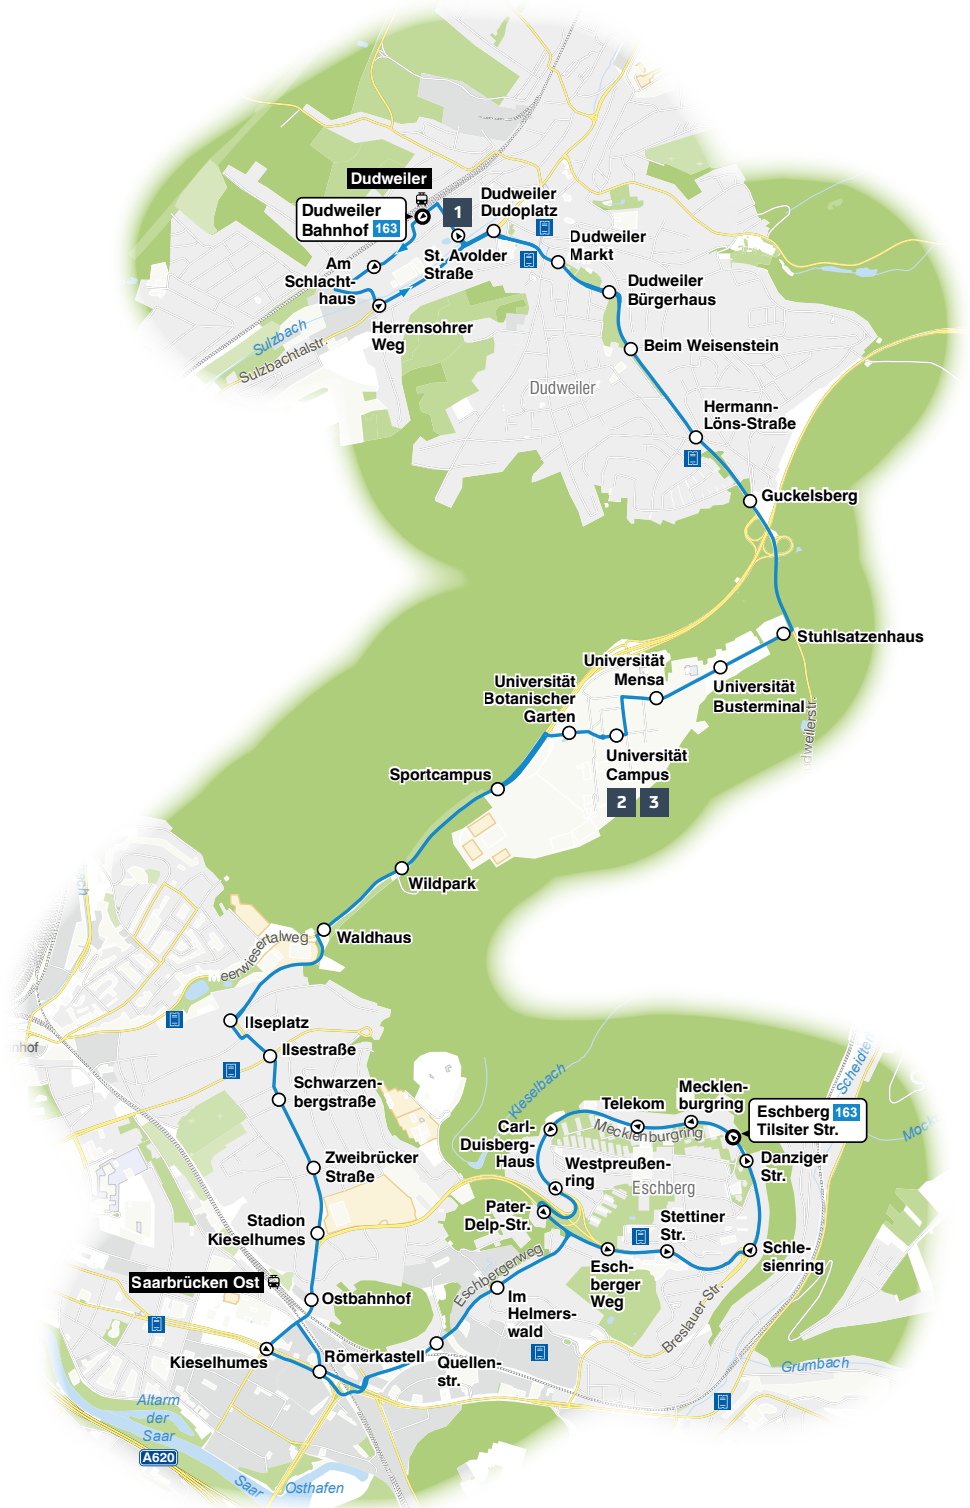 Dudweiler
Dudweiler
Bahnhof 163
1
Dudweiler
Dudoplatz
Dudweiler
Markt
St. Avolder
Straße
Am
Schlacht-
haus
Dudweiler
Bürgerhaus
Herrensohrer
Weg
Sulzbach
Sulzbachtalstr.
Beim Weisenstein
Dudweiler
Hermann-
Löns-Straße
Guckelsberg
Stuhlsatzenhaus
Universität
Mensa
Universität
Busterminal
Universität
Botanischer
Garten
Universität
Campus
2 3
Sportcampus
Wildpark
Waldhaus
Ilseplatz
Ilsestraße
Schwarzen-
bergstraße
Kieselbach
Mecklen-
burgring
Telekom
Mecklenburgring
Eschberg 163
Tilsiter Str.
Carl-
Duisberg-
Haus
Danziger
Str.
Zweibrücker
Straße
Westpreußen-
ring
Eschberg
Pater-
Delp-Str.
Stettiner
Str.
Stadion
Kieselhumes
Schle-
sienring
Esch-
berger
Weg
Eschbergerweg
Saarbrücken Ost
Ostbahnhof
Im
Helmers-
wald
Breslauer Str.
Römerkastell
Kieselhumes
Quellen-
str.
Grumbach
Altarm
der
Saar
A620
Saar
Osthafen